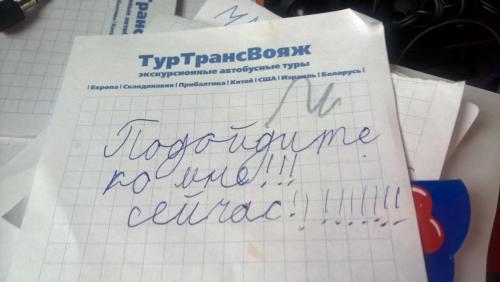 ТурТрансВояж
экскурсионные автобусные туры
| Европа | Скандинавия | Прибалтика | Китай | США | Израиль | Беларусь |
Подойдите
ко мне!!!
сейчас!!!!!!!!!